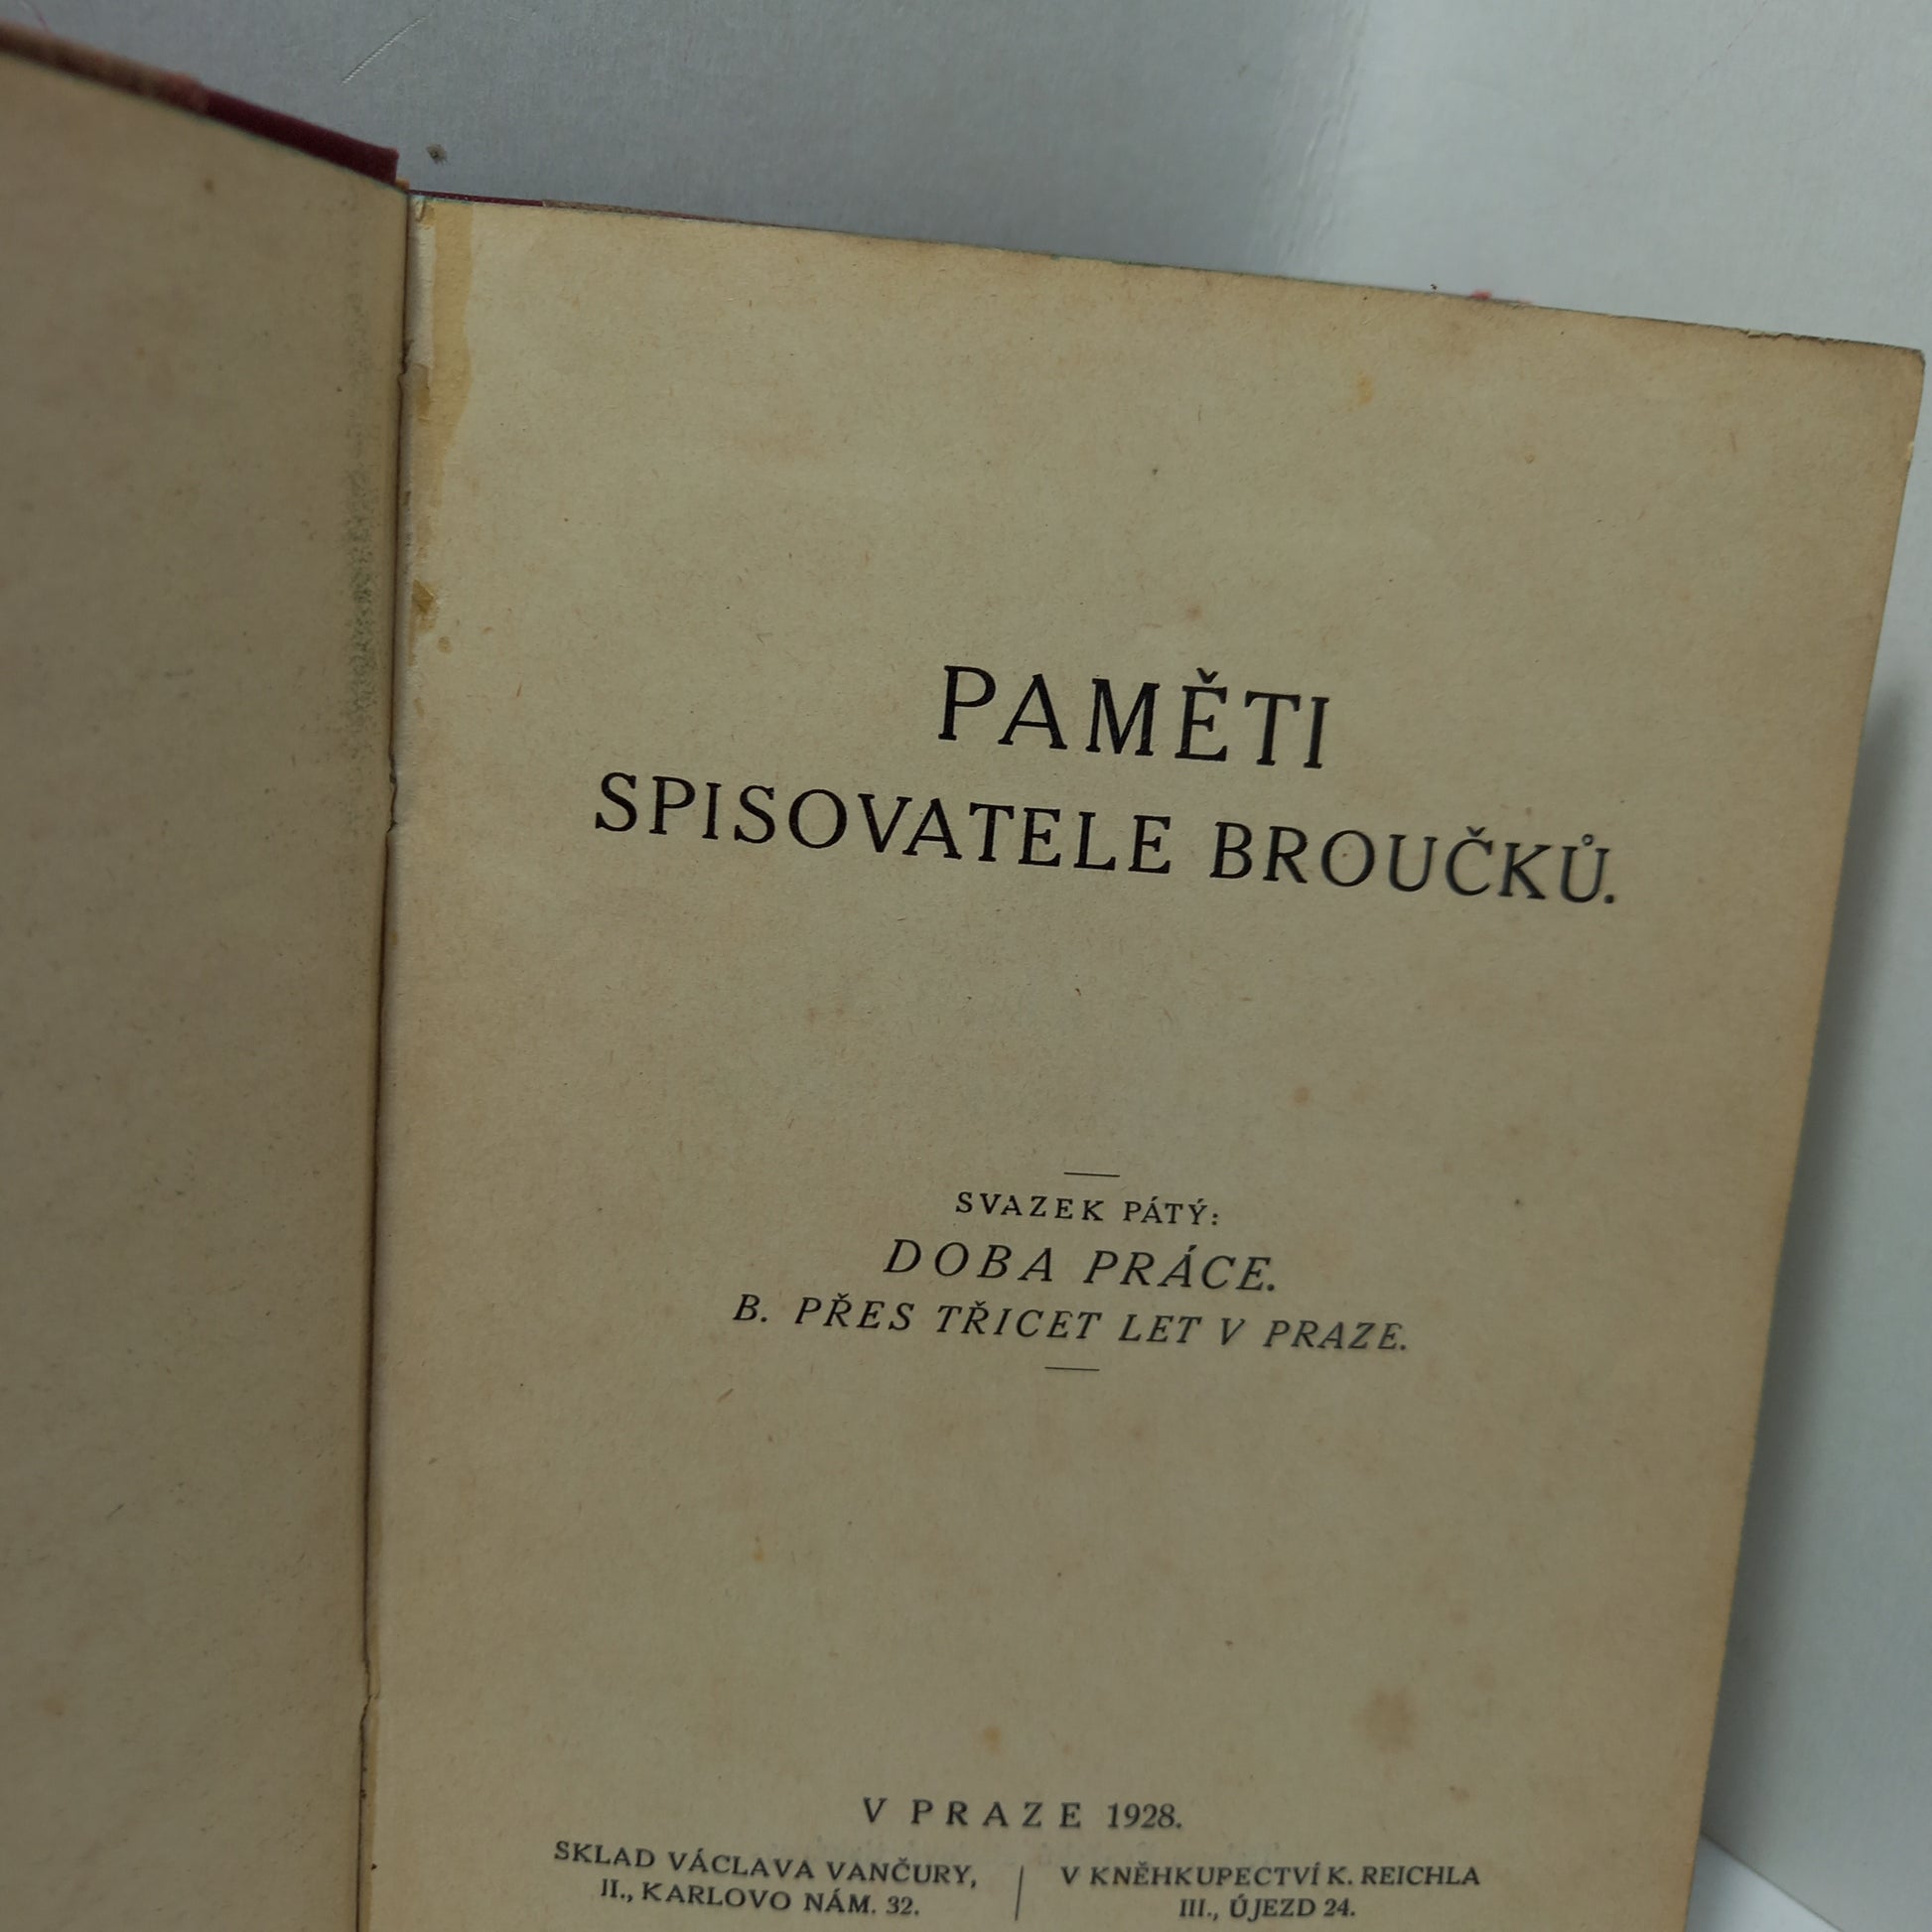 PAMĚTI
SPISOVATELE BROUČKŮ.
SVAZEK PÁTÝ:
DOBA PRÁCE.
B. PŘES TŘICET LET V PRAZE.
V PRAZE 1928.
SKLAD VÁCLAVA VANČURY,
II., KARLOVO NÁM. 32.
V KNĚHKUPECTVÍ K. REICHLA
III., ÚJEZD 24.